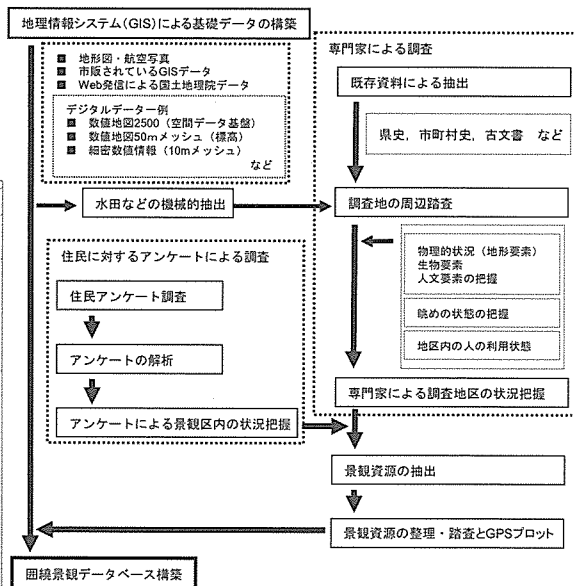 地理情報システム(GIS)による基礎データの構築
■ 地形図・航空写真
■ 市販されているGISデータ
■ Web発信による国土地理院データ
デジタルデーター例
■ 数値地図2500（空間データ基盤）
■ 数値地図50mメッシュ（標高）
■ 細密数値情報（10mメッシュ）
など
専門家による調査
既存資料による抽出
県史，市町村史，古文書 など
水田などの機械的抽出
調査地の周辺踏査
物理的状況（地形要素）
生物要素
人文要素の把握
眺めの状態の把握
地区内の人の利用状態
専門家による調査地区の状況把握
住民に対するアンケートによる調査
住民アンケート調査
アンケートの解析
アンケートによる景観区内の状況把握
景観資源の抽出
景観資源の整理・踏査とGPSプロット
囲繞景観データベース構築